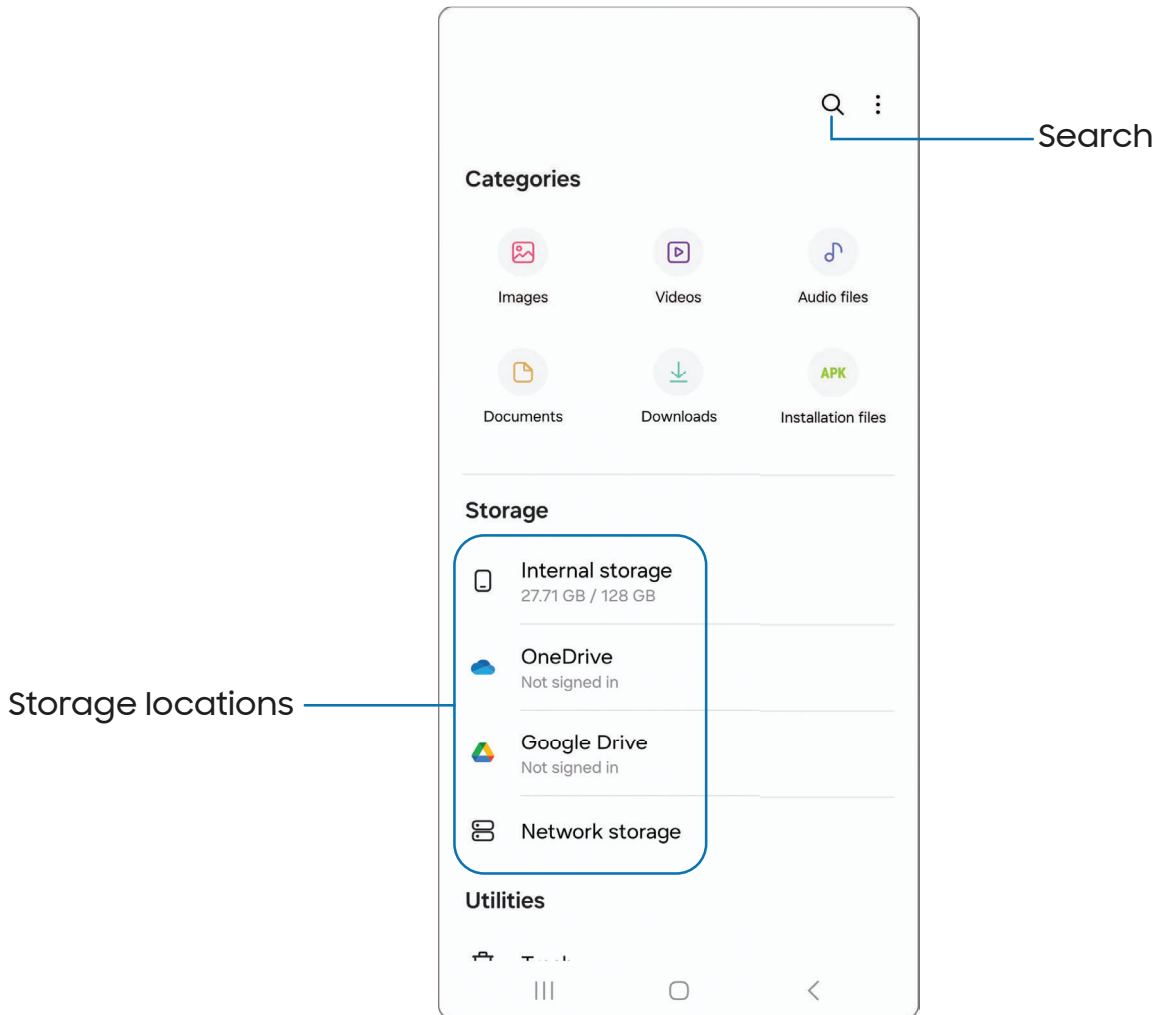 Search
Categories
Images
Videos
Audio files
APK
Documents
Downloads
Installation files
Storage
Internal storage
27.71 GB / 128 GB
OneDrive
Not signed in
Storage locations
Google Drive
Not signed in
Network storage
Utilities